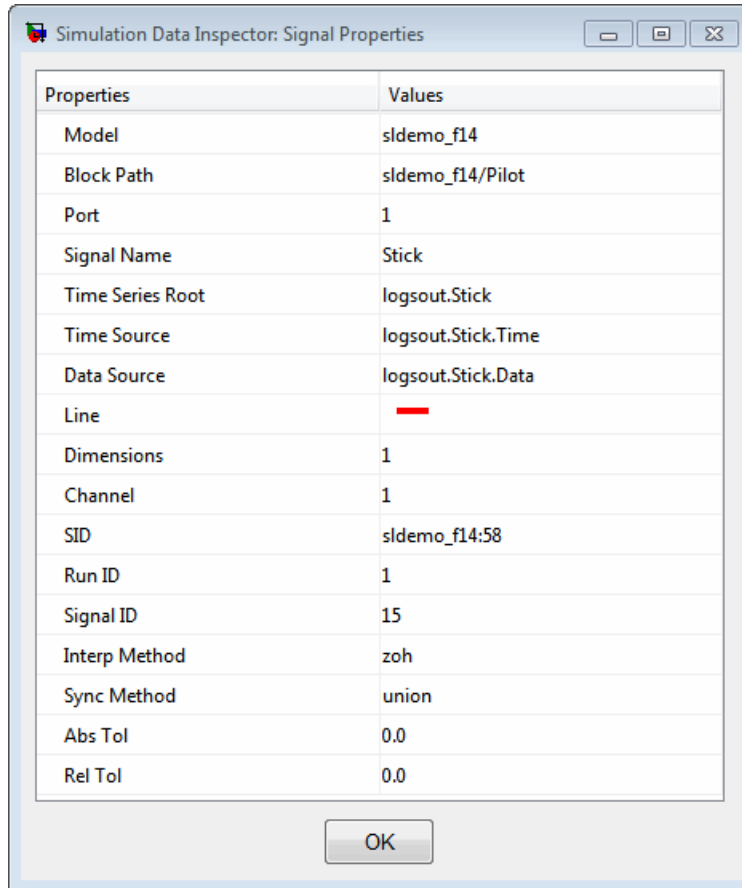 Simulation Data Inspector: Signal Properties
Properties Values
Model sldemo_f14
Block Path sldemo_f14/Pilot
Port 1
Signal Name Stick
Time Series Root logsout.Stick
Time Source logsout.Stick.Time
Data Source logsout.Stick.Data
Line
Dimensions 1
Channel 1
SID sldemo_f14:58
Run ID 1
Signal ID 15
Interp Method zoh
Sync Method union
Abs Tol 0.0
Rel Tol 0.0
OK